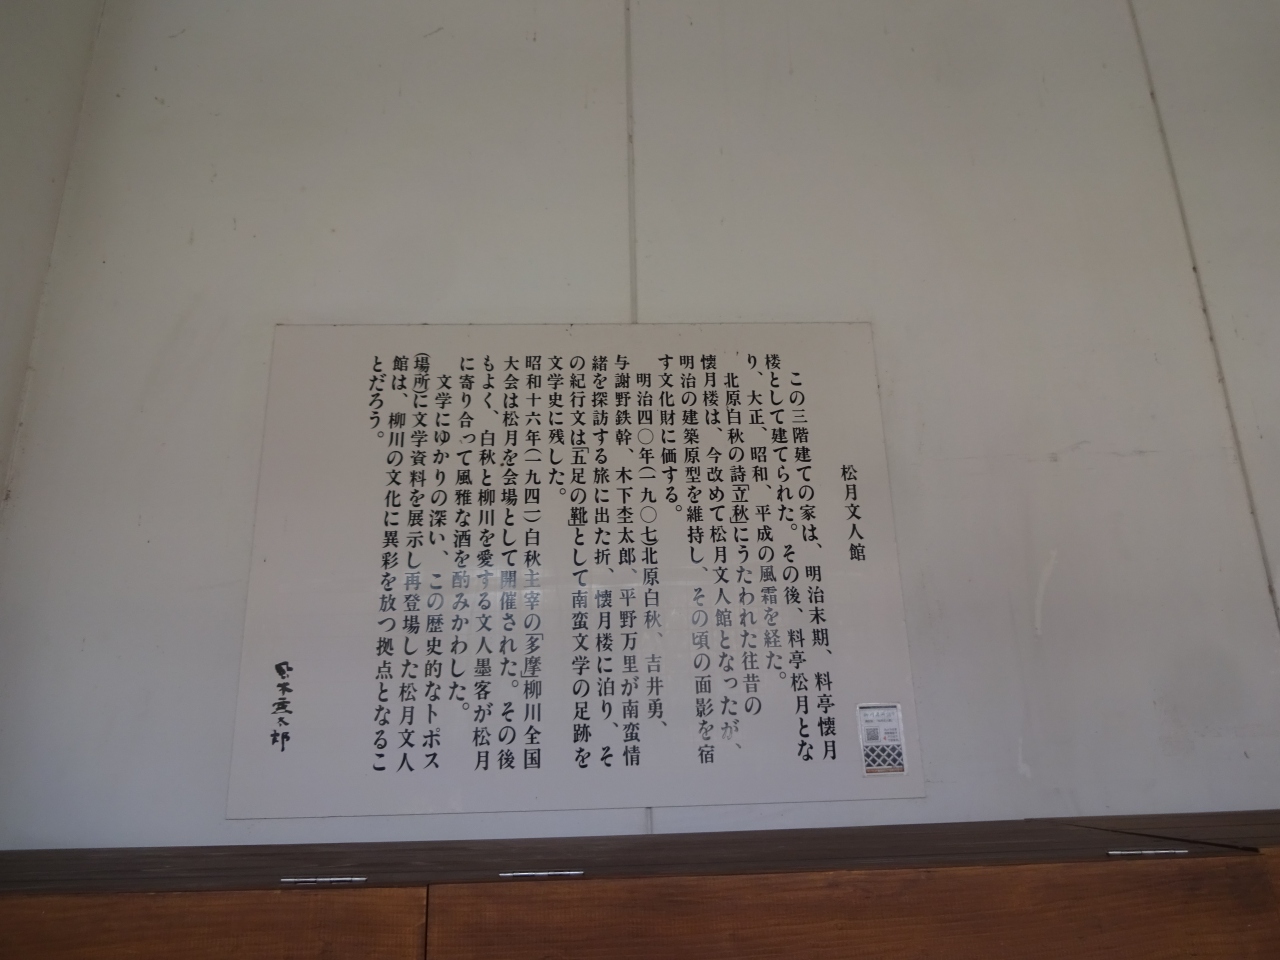 松月文人館
この三階建ての家は、明治末期、料亭懐月
楼として建てられた。その後、料亭松月とな
り、大正、昭和、平成の風霜を経た。
北原白秋の詩「立秋」にうたわれた往昔の
懐月楼は、今改めて松月文人館となったが、
明治の建築原型を維持し、その頃の面影を宿
す文化財に価する。
明治四〇年(一九〇七)北原白秋、吉井勇、
与謝野鉄幹、木下杢太郎、平野万里が南蛮情
緒を探訪する旅に出た折、懐月楼に泊り、そ
の紀行文は「五足の靴」として南蛮文学の足跡を
文学史に残した。
昭和十六年(一九四一)白秋主宰の「多摩」柳川全国
大会は松月を会場として開催された。その後
もよく、白秋と柳川を愛する文人墨客が松月
に寄り合って風雅な酒を酌みかわした。
文学にゆかりの深い、この歴史的なトポス
(場所)に文学資料を展示し再登場した松月文人
館は、柳川の文化に異彩を放つ拠点となるこ
とだろう。